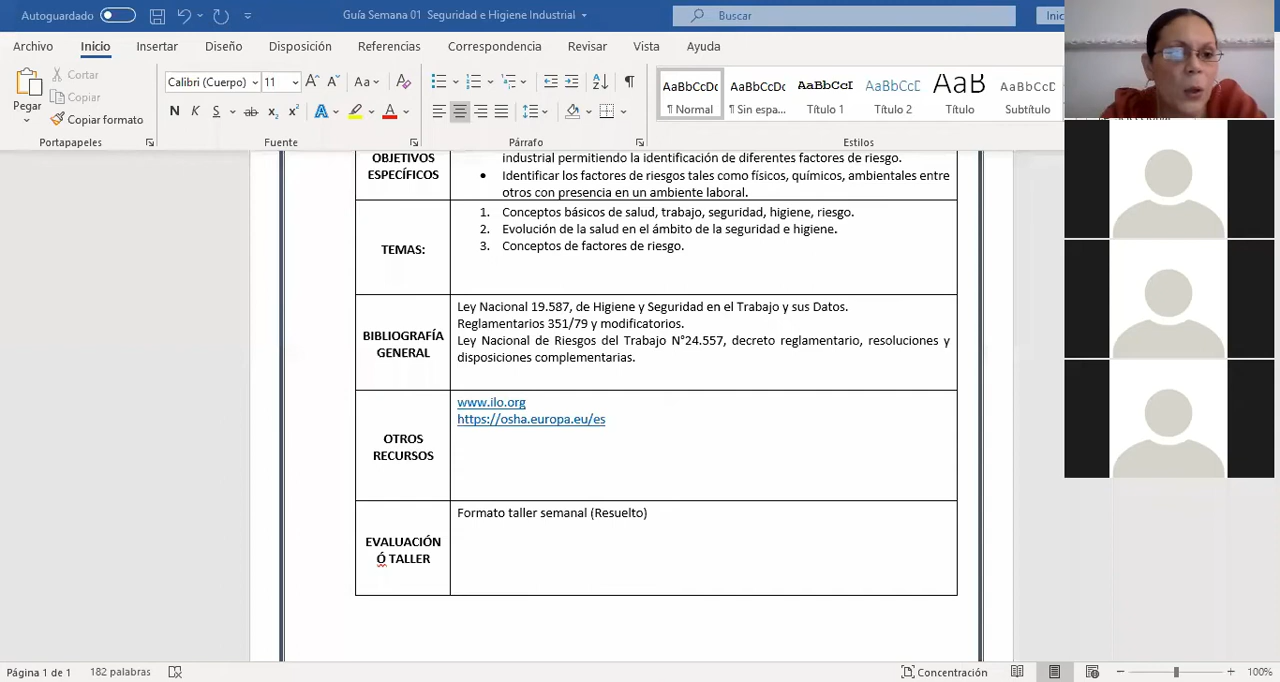 Autoguardado
Guía Semana 01 Seguridad e Higiene Industrial
Buscar
Inic
Archivo Inicio Insertar Diseño Disposición Referencias Correspondencia Revisar Vista Ayuda
Pegar
Cortar
Copiar
Copiar formato
Portapapeles
Calibri (Cuerpo) 11
Aa
N K S ab x₂ x²
Fuente
Párrafo
AaBbCcDc AaBbCcDc AaBbCcI AaBbCcD AaB AaBbCcD
¶ Normal ¶ Sin espa... Título 1 Título 2 Título Subtítulo
Estilos
OBJETIVOS
ESPECÍFICOS
industrial permitiendo la identificación de diferentes factores de riesgo.
• Identificar los factores de riesgos tales como físicos, químicos, ambientales entre
otros con presencia en un ambiente laboral.
TEMAS:
1. Conceptos básicos de salud, trabajo, seguridad, higiene, riesgo.
2. Evolución de la salud en el ámbito de la seguridad e higiene.
3. Conceptos de factores de riesgo.
BIBLIOGRAFÍA
GENERAL
Ley Nacional 19.587, de Higiene y Seguridad en el Trabajo y sus Datos.
Reglamentarios 351/79 y modificatorios.
Ley Nacional de Riesgos del Trabajo N°24.557, decreto reglamentario, resoluciones y
disposiciones complementarias.
OTROS
RECURSOS
www.ilo.org
https://osha.europa.eu/es
EVALUACIÓN
Ó TALLER
Formato taller semanal (Resuelto)
Página 1 de 1 182 palabras
Concentración
100%